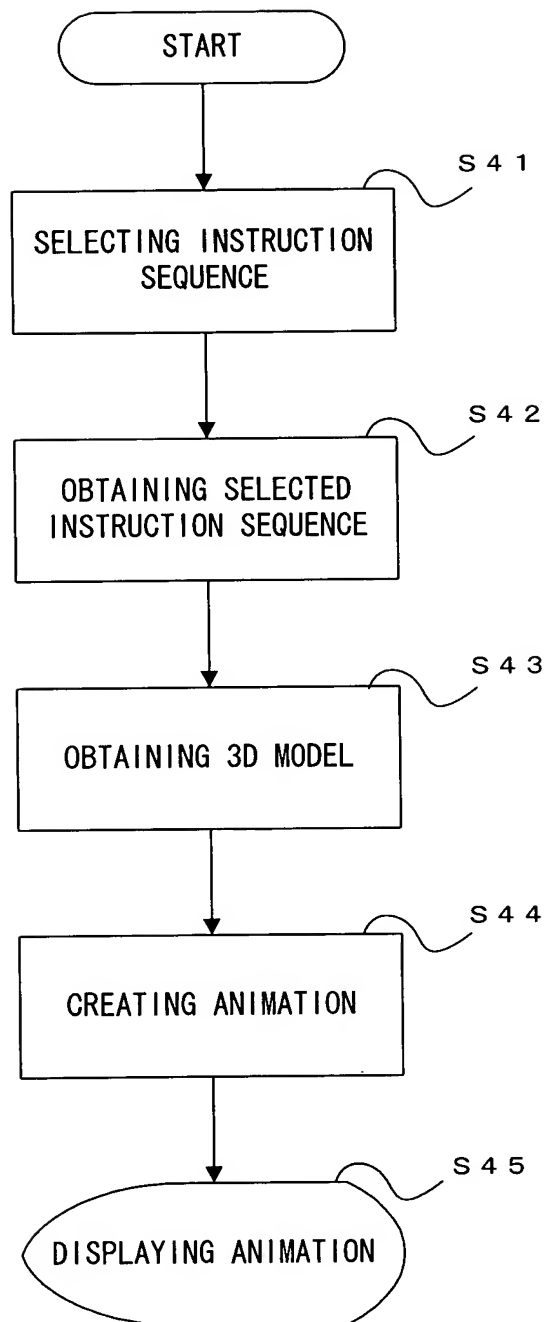 START
S41
SELECTING INSTRUCTION
SEQUENCE
S42
OBTAINING SELECTED
INSTRUCTION SEQUENCE
S43
OBTAINING 3D MODEL
S44
CREATING ANIMATION
S45
DISPLAYING ANIMATION